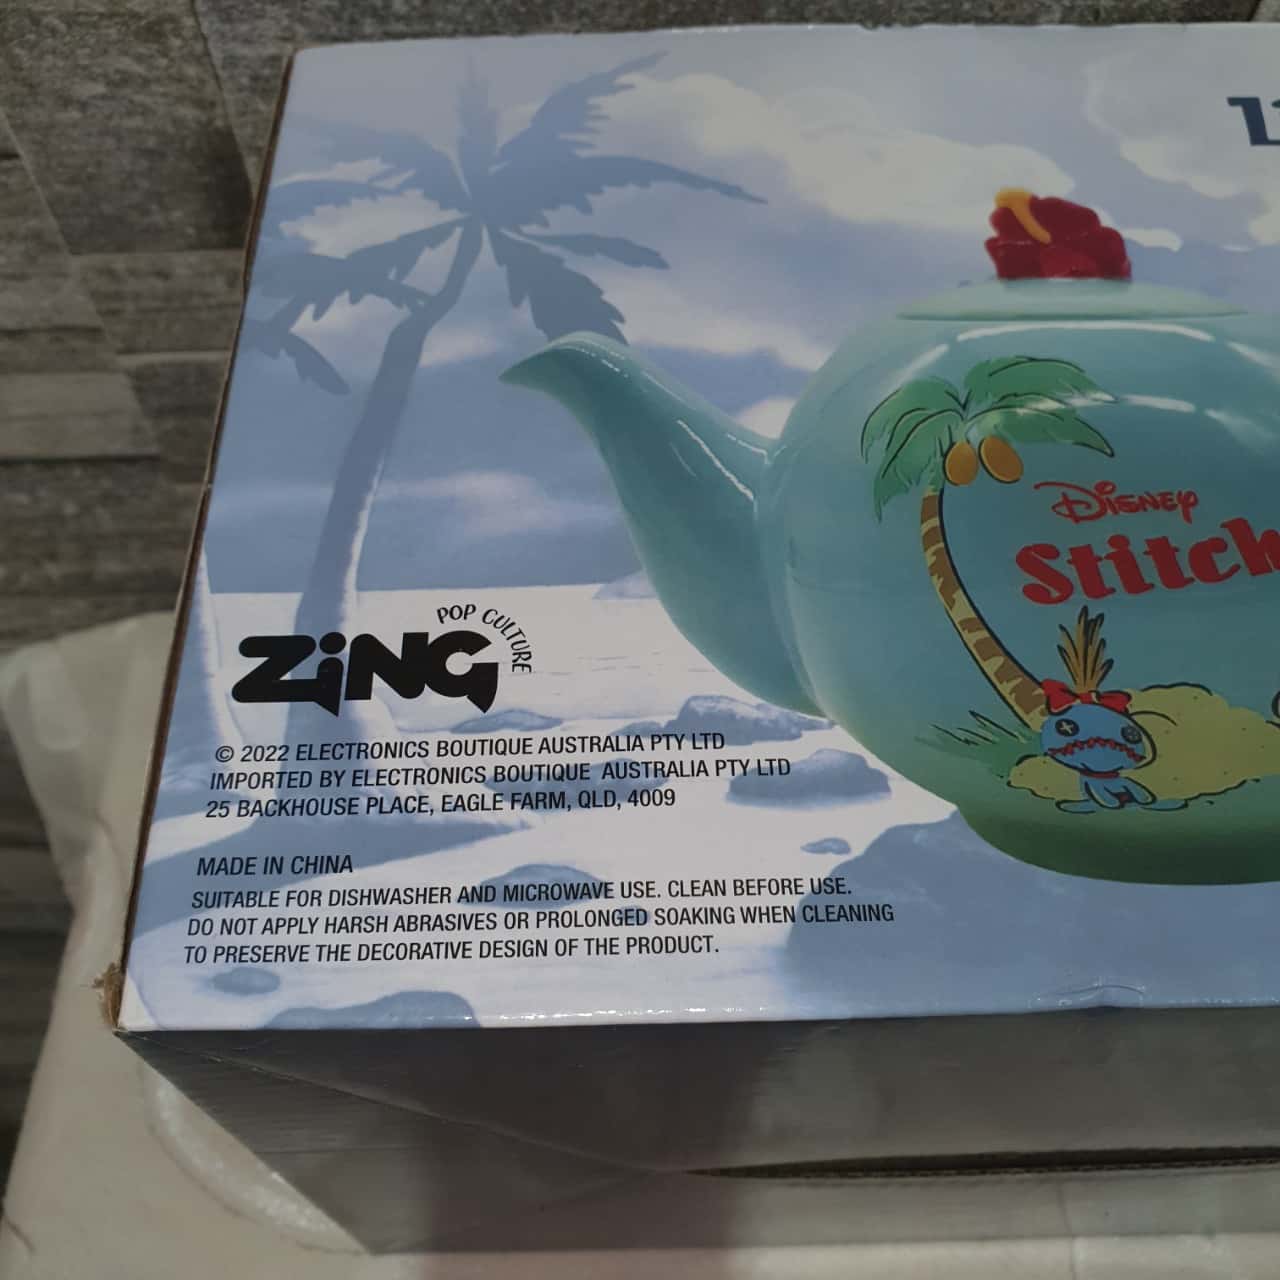 DISNEY
Stitch
ZiNG
POP CULTURE
© 2022 ELECTRONICS BOUTIQUE AUSTRALIA PTY LTD
IMPORTED BY ELECTRONICS BOUTIQUE AUSTRALIA PTY LTD
25 BACKHOUSE PLACE, EAGLE FARM, QLD, 4009
MADE IN CHINA
SUITABLE FOR DISHWASHER AND MICROWAVE USE. CLEAN BEFORE USE.
DO NOT APPLY HARSH ABRASIVES OR PROLONGED SOAKING WHEN CLEANING
TO PRESERVE THE DECORATIVE DESIGN OF THE PRODUCT.